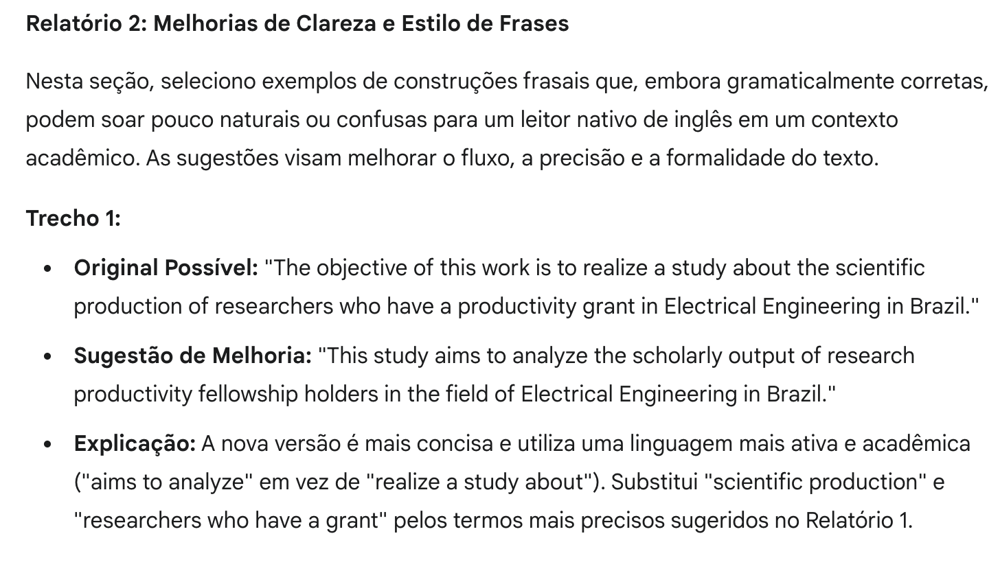 Relatório 2: Melhorias de Clareza e Estilo de Frases
Nesta seção, seleciono exemplos de construções frasais que, embora gramaticalmente corretas,
podem soar pouco naturais ou confusas para um leitor nativo de inglês em um contexto
acadêmico. As sugestões visam melhorar o fluxo, a precisão e a formalidade do texto.
Trecho 1:
• Original Possível: "The objective of this work is to realize a study about the scientific
production of researchers who have a productivity grant in Electrical Engineering in Brazil."
• Sugestão de Melhoria: "This study aims to analyze the scholarly output of research
productivity fellowship holders in the field of Electrical Engineering in Brazil."
• Explicação: A nova versão é mais concisa e utiliza uma linguagem mais ativa e acadêmica
("aims to analyze" em vez de "realize a study about"). Substitui "scientific production" e
"researchers who have a grant" pelos termos mais precisos sugeridos no Relatório 1.